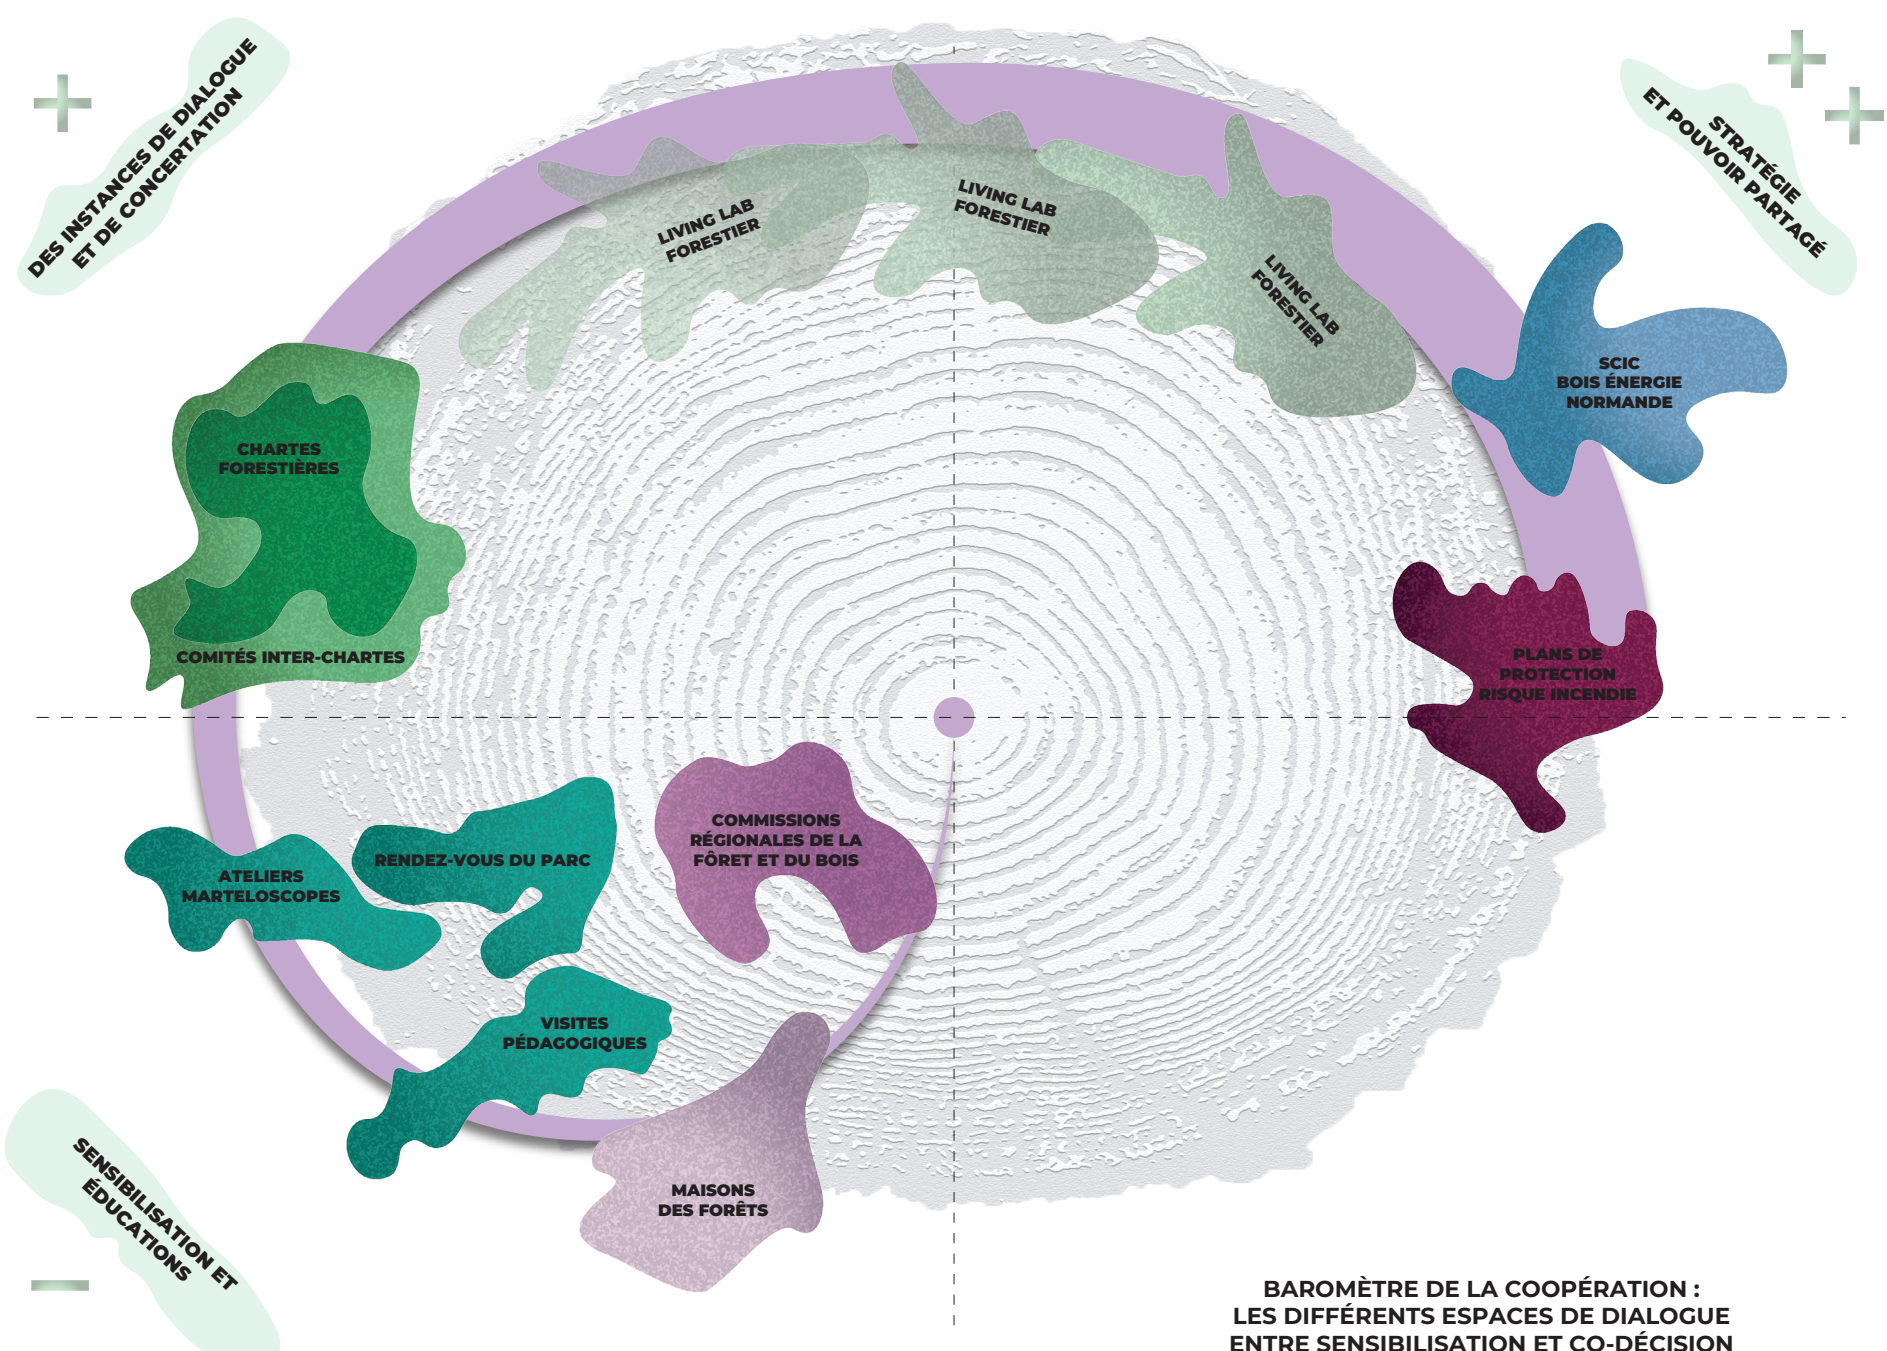 DES INSTANCES DE DIALOGUE
ET DE CONCERTATION
STRATÉGIE
ET POUVOIR PARTAGÉ
LIVING LAB
FORESTIER
LIVING LAB
FORESTIER
LIVING LAB
FORESTIER
SCIC
BOIS ÉNERGIE
NORMANDE
CHARTES
FORESTIÈRES
COMITÉS INTER-CHARTES
PLANS DE
PROTECTION
RISQUE INCENDIE
COMMISSIONS
RÉGIONALES DE LA
FÔRET ET DU BOIS
RENDEZ-VOUS DU PARC
ATELIERS
MARTELOSCOPES
VISITES
PÉDAGOGIQUES
MAISONS
DES FORÊTS
SENSIBILISATION ET
ÉDUCATIONS
BAROMÈTRE DE LA COOPÉRATION :
LES DIFFÉRENTS ESPACES DE DIALOGUE
ENTRE SENSIBILISATION ET CO-DÉCISION